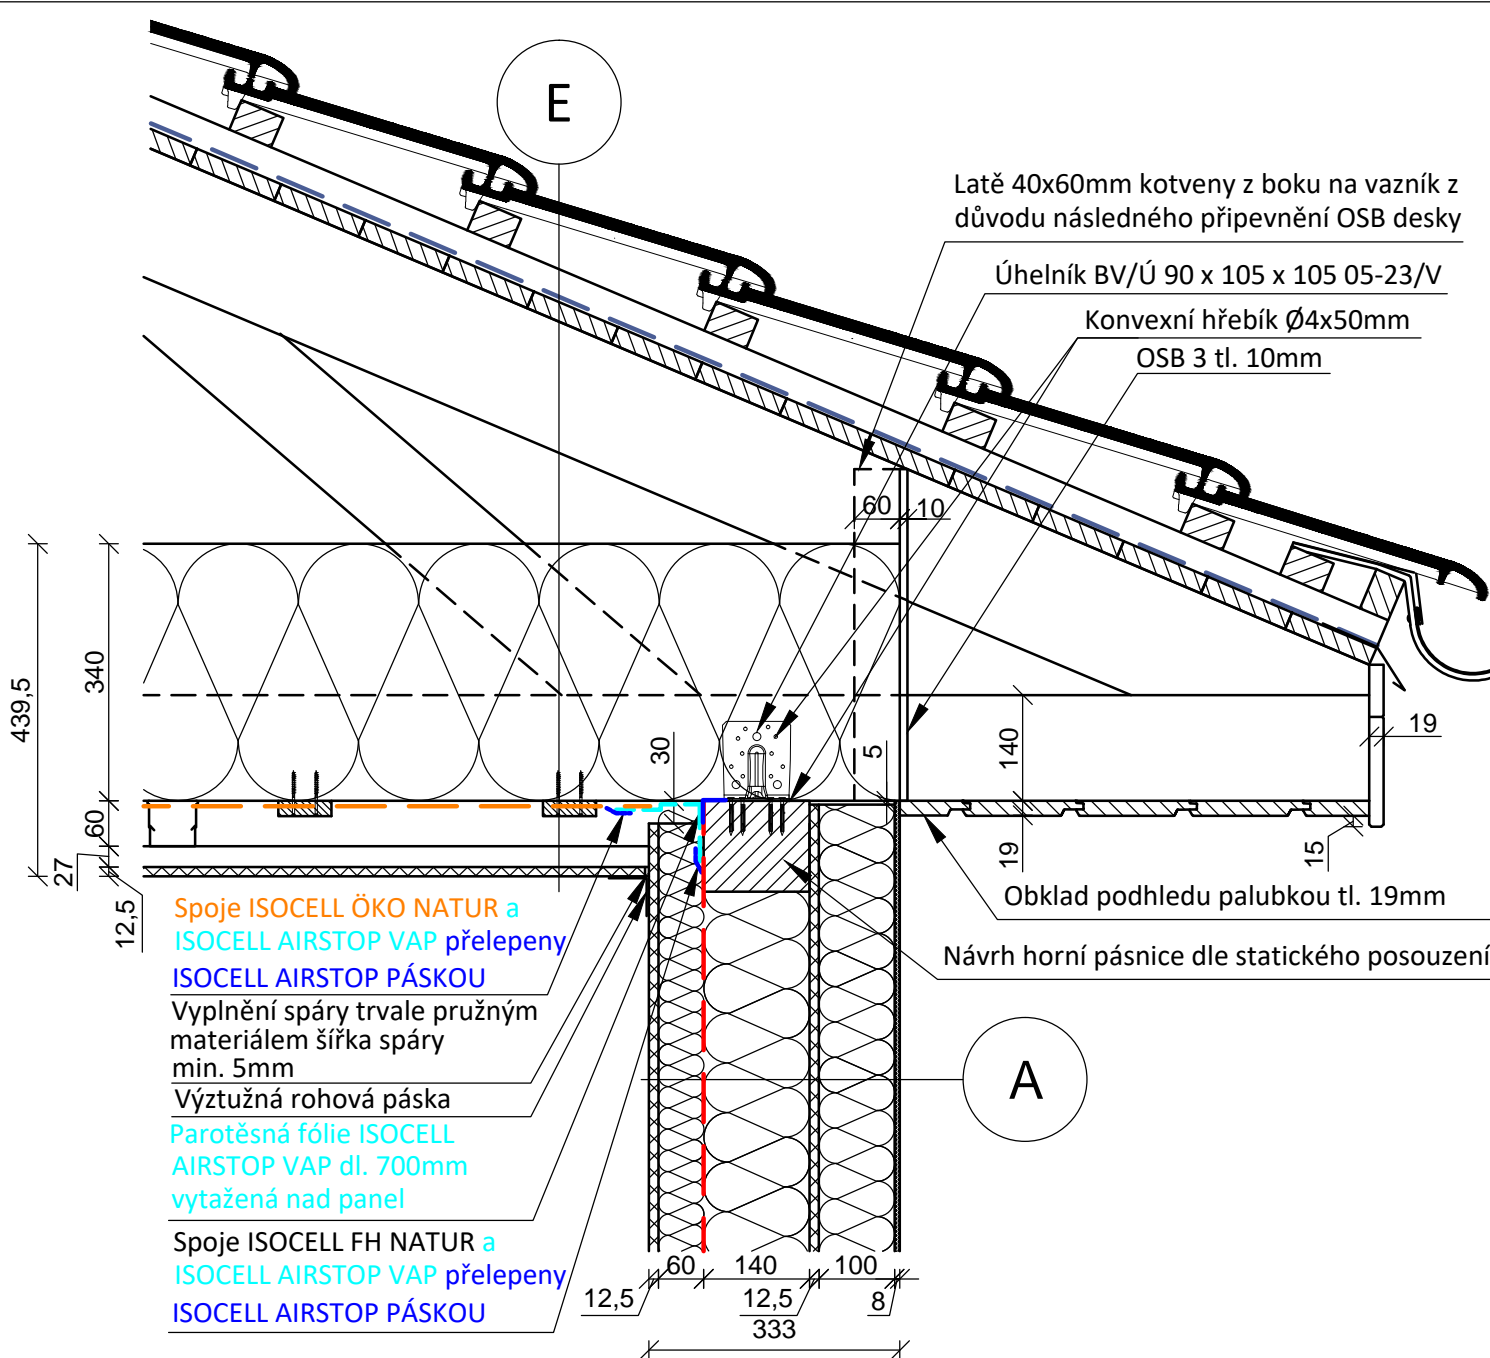 E
Latě 40x60mm kotveny z boku na vazník z
důvodu následného připevnění OSB desky
Úhelník BV/Ú 90 x 105 x 105 05-23/V
Konvexní hřebík Ø4x50mm
OSB 3 tl. 10mm
60
10
439,5
340
30
5
140
19
60
27
12,5
19
15
Obklad podhledu palubkou tl. 19mm
Návrh horní pásnice dle statického posouzení
Spoje ISOCELL ÖKO NATUR a
ISOCELL AIRSTOP VAP přelepeny
ISOCELL AIRSTOP PÁSKOU
Vyplnění spáry trvale pružným
materiálem šířka spáry
min. 5mm
Výztužná rohová páska
Parotěsná fólie ISOCELL
AIRSTOP VAP dl. 700mm
vytažená nad panel
Spoje ISOCELL FH NATUR a
ISOCELL AIRSTOP VAP přelepeny
ISOCELL AIRSTOP PÁSKOU
A
60
140
100
12,5
12,5
8
333